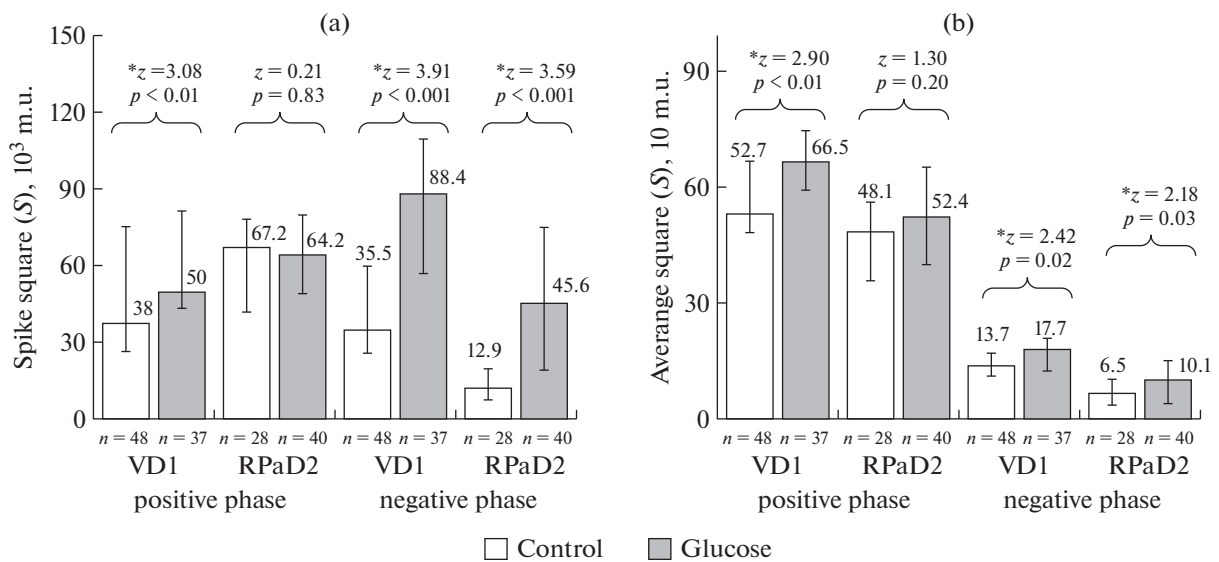 (a)
Spike square (S), 10³ m.u.
150
120
90
60
30
0
*z =3.08
p < 0.01
z = 0.21
p = 0.83
*z = 3.91
p < 0.001
*z = 3.59
p < 0.001
38
50
67.2
64.2
35.5
88.4
12.9
45.6
n = 48 n = 37 n = 28 n = 40 n = 48 n = 37 n = 28 n = 40
VD1 RPaD2 VD1 RPaD2
positive phase negative phase
(b)
Averange square (S), 10 m.u.
90
60
30
0
*z = 2.90
p < 0.01
z = 1.30
p = 0.20
*z = 2.42
p = 0.02
*z = 2.18
p = 0.03
52.7
66.5
48.1
52.4
13.7
17.7
6.5
10.1
n = 48 n = 37 n = 28 n = 40 n = 48 n = 37 n = 28 n = 40
VD1 RPaD2 VD1 RPaD2
positive phase negative phase
Control Glucose